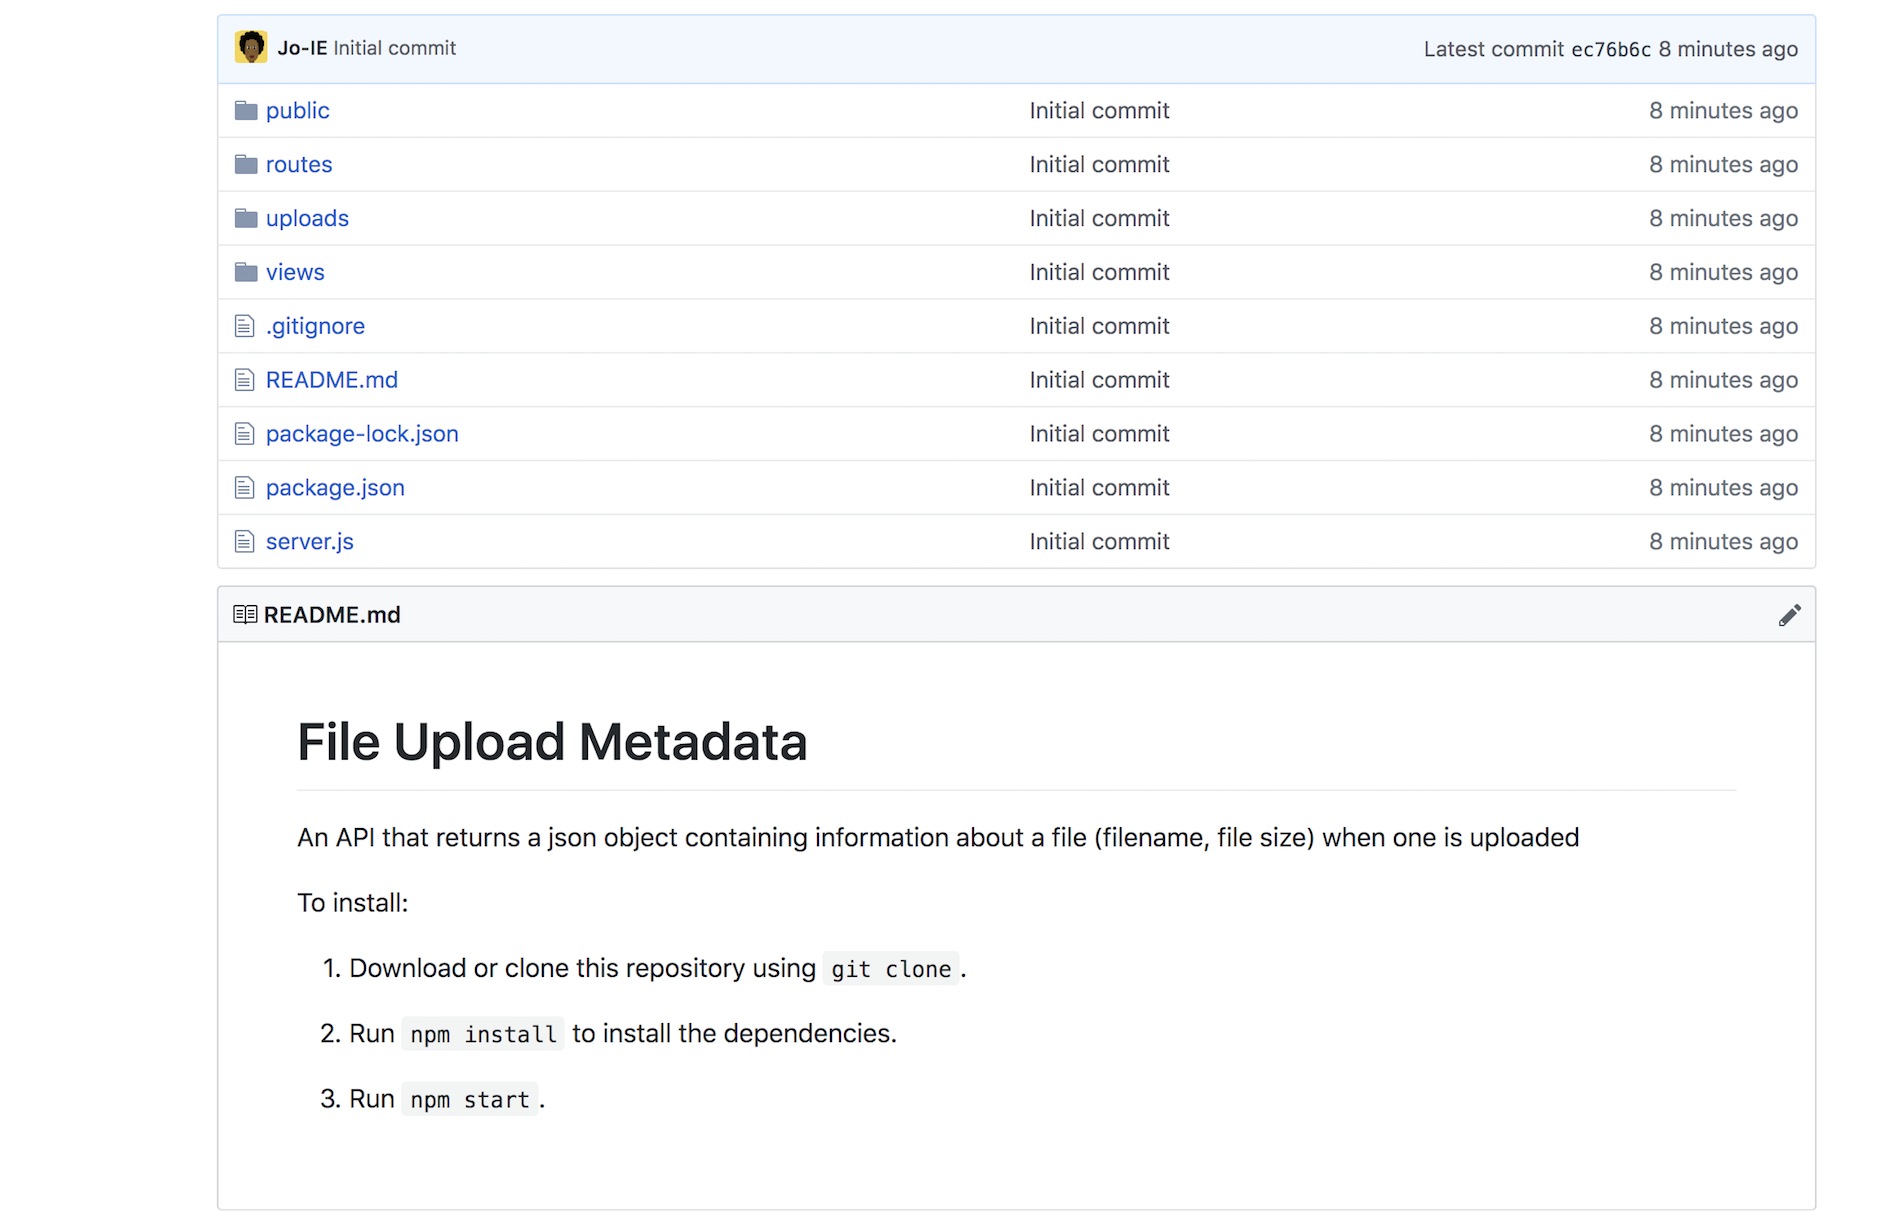 Jo-IE Initial commit Latest commit ec76b6c 8 minutes ago
public Initial commit 8 minutes ago
routes Initial commit 8 minutes ago
uploads Initial commit 8 minutes ago
views Initial commit 8 minutes ago
.gitignore Initial commit 8 minutes ago
README.md Initial commit 8 minutes ago
package-lock.json Initial commit 8 minutes ago
package.json Initial commit 8 minutes ago
server.js Initial commit 8 minutes ago
README.md
File Upload Metadata
An API that returns a json object containing information about a file (filename, file size) when one is uploaded
To install:
1. Download or clone this repository using git clone.
2. Run npm install to install the dependencies.
3. Run npm start.